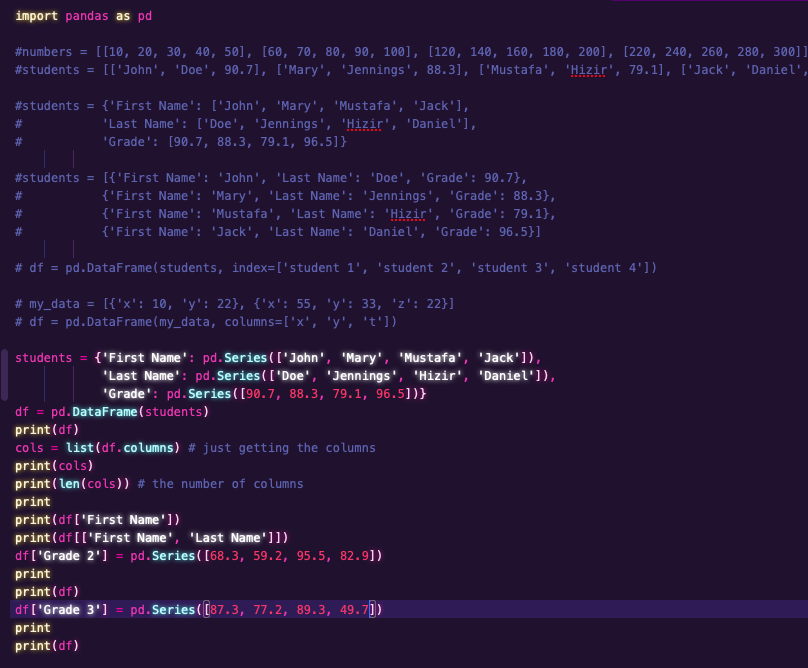 import pandas as pd
#numbers = [[10, 20, 30, 40, 50], [60, 70, 80, 90, 100], [120, 140, 160, 180, 200], [220, 240, 260, 280, 300]]
#students = [['John', 'Doe', 90.7], ['Mary', 'Jennings', 88.3], ['Mustafa', 'Hizir', 79.1], ['Jack', 'Daniel',
#students = {'First Name': ['John', 'Mary', 'Mustafa', 'Jack'],
#           'Last Name': ['Doe', 'Jennings', 'Hizir', 'Daniel'],
#           'Grade': [90.7, 88.3, 79.1, 96.5]}
#students = [{'First Name': 'John', 'Last Name': 'Doe', 'Grade': 90.7},
#           {'First Name': 'Mary', 'Last Name': 'Jennings', 'Grade': 88.3},
#           {'First Name': 'Mustafa', 'Last Name': 'Hizir', 'Grade': 79.1},
#           {'First Name': 'Jack', 'Last Name': 'Daniel', 'Grade': 96.5}]
# df = pd.DataFrame(students, index=['student 1', 'student 2', 'student 3', 'student 4'])
# my_data = [{'x': 10, 'y': 22}, {'x': 55, 'y': 33, 'z': 22}]
# df = pd.DataFrame(my_data, columns=['x', 'y', 't'])
students = {'First Name': pd.Series(['John', 'Mary', 'Mustafa', 'Jack']),
            'Last Name': pd.Series(['Doe', 'Jennings', 'Hizir', 'Daniel']),
            'Grade': pd.Series([90.7, 88.3, 79.1, 96.5])}
df = pd.DataFrame(students)
print(df)
cols = list(df.columns) # just getting the columns
print(cols)
print(len(cols)) # the number of columns
print
print(df['First Name'])
print(df[['First Name', 'Last Name']])
df['Grade 2'] = pd.Series([68.3, 59.2, 95.5, 82.9])
print
print(df)
df['Grade 3'] = pd.Series([87.3, 77.2, 89.3, 49.7])
print
print(df)